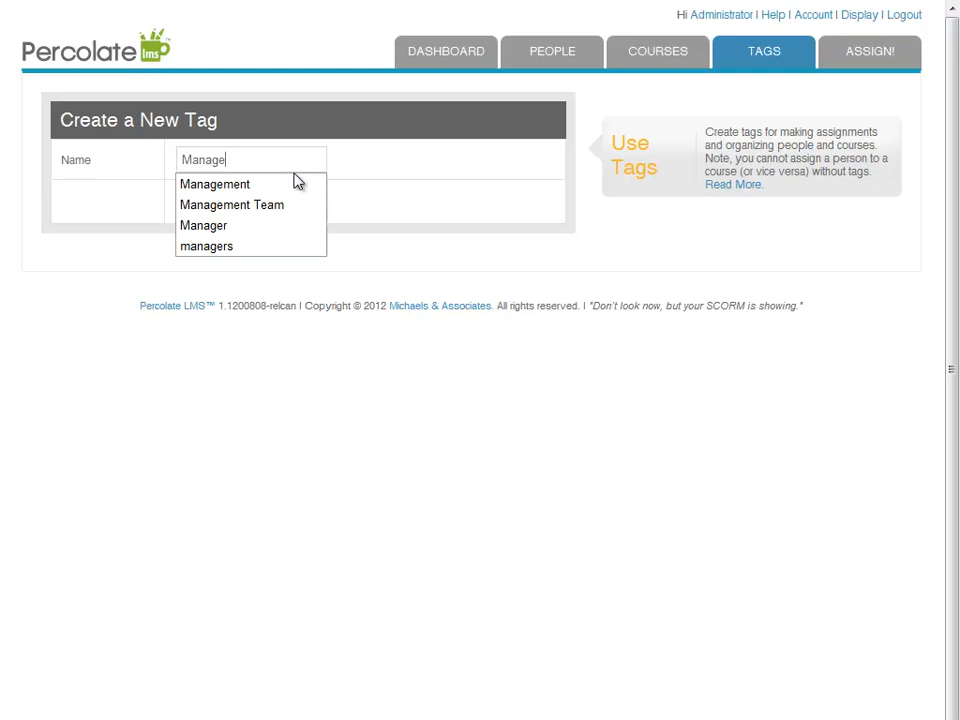 Hi Administrator | Help | Account | Display | Logout
Percolate lms™
DASHBOARD PEOPLE COURSES TAGS ASSIGN!
Create a New Tag
Name Manage
Management
Management Team
Manager
managers
Use Tags
Create tags for making assignments
and organizing people and courses.
Note, you cannot assign a person to a
course (or vice versa) without tags.
Read More.
Percolate LMS™ 1.1200808-relcan | Copyright © 2012 Michaels & Associates. All rights reserved. | "Don't look now, but your SCORM is showing."